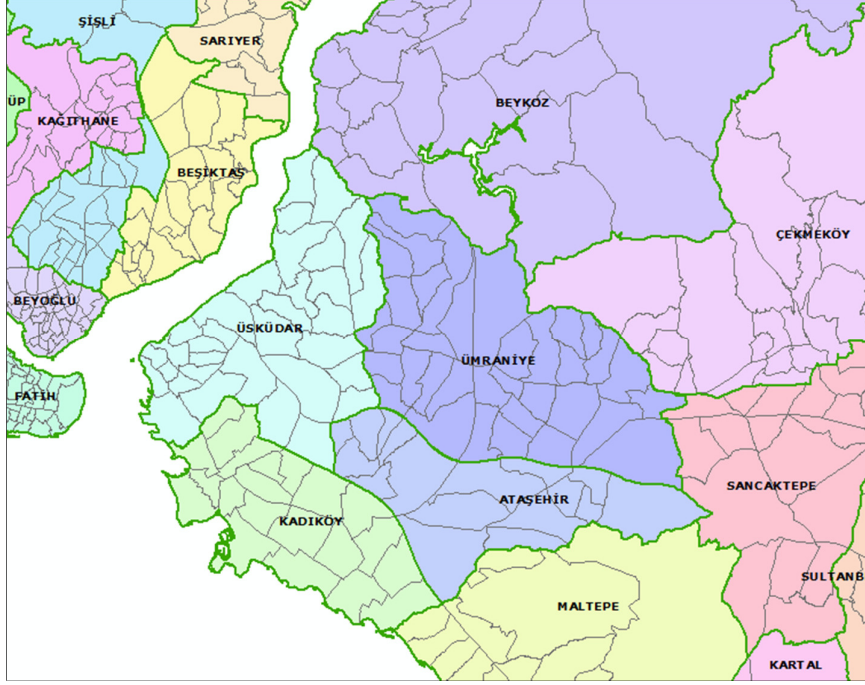 ŞİŞLİ
SARIYER
ÜP
KAĞITHANE
BEYKOZ
BEŞİKTAŞ
ÇEKMEKÖY
BEYOĞLU
ÜSKÜDAR
ÜMRANİYE
FATİH
SANCAKTEPE
ATAŞEHİR
KADIKÖY
SULTANB
MALTEPE
KARTAL